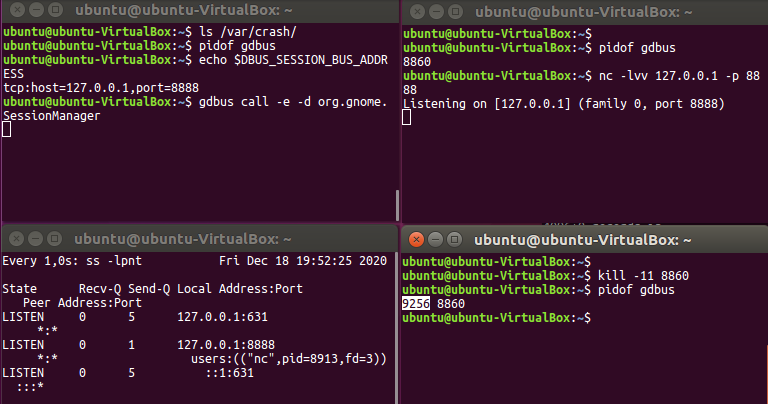 ubuntu@ubuntu-VirtualBox: ~
ubuntu@ubuntu-VirtualBox:~$ ls /var/crash/
ubuntu@ubuntu-VirtualBox:~$ pidof gdbus
ubuntu@ubuntu-VirtualBox:~$ echo $DBUS_SESSION_BUS_ADDR
ESS
tcp:host=127.0.0.1,port=8888
ubuntu@ubuntu-VirtualBox:~$ gdbus call -e -d org.gnome.
SessionManager
ubuntu@ubuntu-VirtualBox: ~
ubuntu@ubuntu-VirtualBox:~$
ubuntu@ubuntu-VirtualBox:~$ pidof gdbus
8860
ubuntu@ubuntu-VirtualBox:~$ nc -lvv 127.0.0.1 -p 88
88
Listening on [127.0.0.1] (family 0, port 8888)
ubuntu@ubuntu-VirtualBox: ~
Every 1,0s: ss -lpnt Fri Dec 18 19:52:25 2020
State Recv-Q Send-Q Local Address:Port
Peer Address:Port
LISTEN 0 5 127.0.0.1:631
*:*
LISTEN 0 1 127.0.0.1:8888
*:* users:(("nc",pid=8913,fd=3))
LISTEN 0 5 ::1:631
:::*
ubuntu@ubuntu-VirtualBox: ~
ubuntu@ubuntu-VirtualBox:~$
ubuntu@ubuntu-VirtualBox:~$ kill -11 8860
ubuntu@ubuntu-VirtualBox:~$ pidof gdbus
9256 8860
ubuntu@ubuntu-VirtualBox:~$